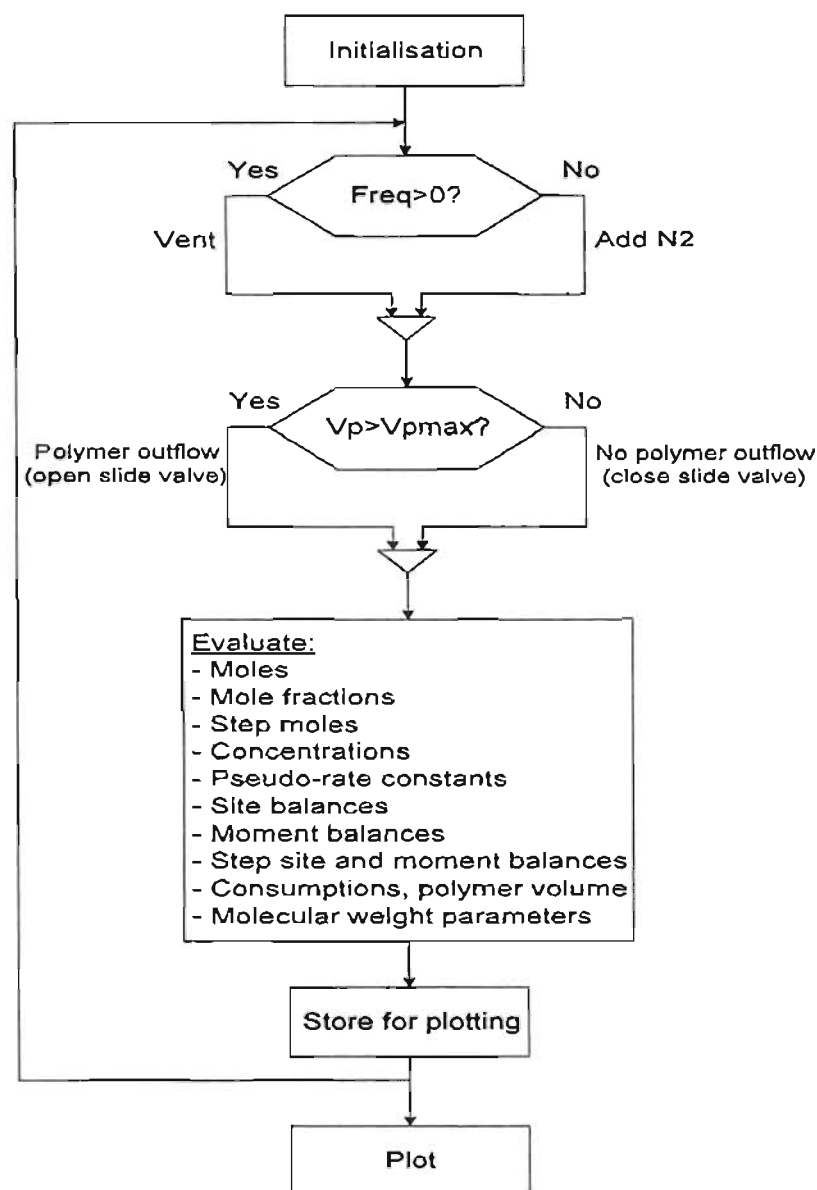 Initialisation
Yes
No
Freq>0?
Vent
Add N2
Yes
No
Vp>Vpmax?
Polymer outflow
(open slide valve)
No polymer outflow
(close slide valve)
Evaluate:
- Moles
- Mole fractions
- Step moles
- Concentrations
- Pseudo-rate constants
- Site balances
- Moment balances
- Step site and moment balances
- Consumptions, polymer volume
- Molecular weight parameters
Store for plotting
Plot